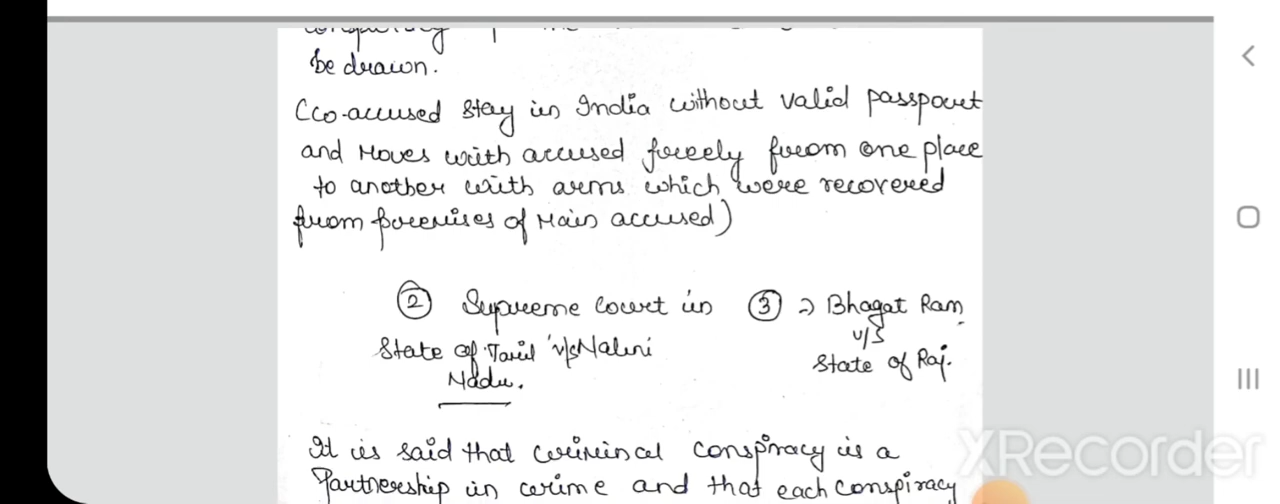 be drawn.
(co-accused stay in India without valid passport
and Moves with accused freely from one place
to another with arms which were recovered
from premises of Main accused)
② Supreme Court in
State of Tamil v/s Nalini
Nadu.
③ => Bhagat Ram
v/s
State of Raj.
It is said that criminal conspiracy is a
Partnership in crime and that each conspiracy
XRecorder